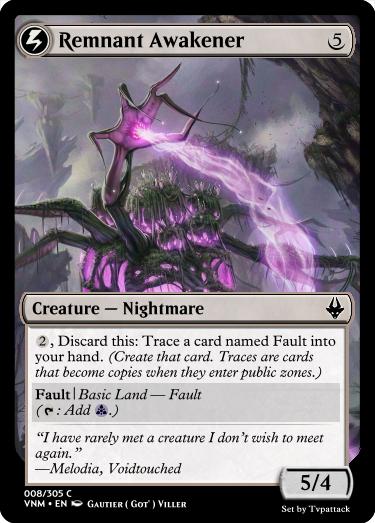 Remnant Awakener 5
Creature — Nightmare
2, Discard this: Trace a card named Fault into
your hand. (Create that card. Traces are cards
that become copies when they enter public zones.)
Fault | Basic Land — Fault
(: Add .)
“I have rarely met a creature I don’t wish to meet
again.”
—Melodia, Voidtouched
5/4
008/305 C
VNM • EN GAUTIER ( GOT` ) VILLER
Set by Tvpattack